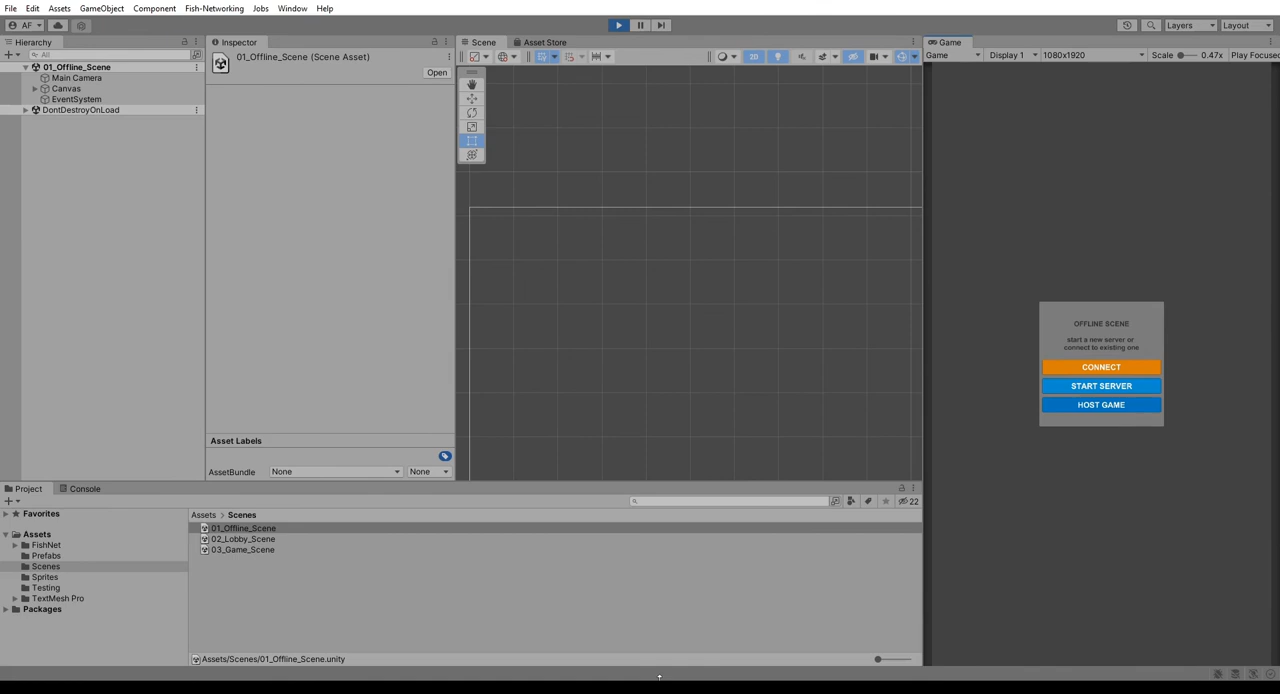 File Edit Assets GameObject Component Fish-Networking Jobs Window Help
AF Layers Layout
Hierarchy
All
01_Offline_Scene
Main Camera
Canvas
EventSystem
DontDestroyOnLoad
Inspector
01_Offline_Scene (Scene Asset)
Open
Asset Labels
AssetBundle None None
Scene Asset Store
2D
Game
Game Display 1 1080x1920 Scale 0.47x Play Focused
OFFLINE SCENE
start a new server or
connect to existing one
CONNECT
START SERVER
HOST GAME
Project Console
22
Favorites
Assets
FishNet
Prefabs
Scenes
Sprites
Testing
TextMesh Pro
Packages
Assets > Scenes
01_Offline_Scene
02_Lobby_Scene
03_Game_Scene
Assets/Scenes/01_Offline_Scene.unity